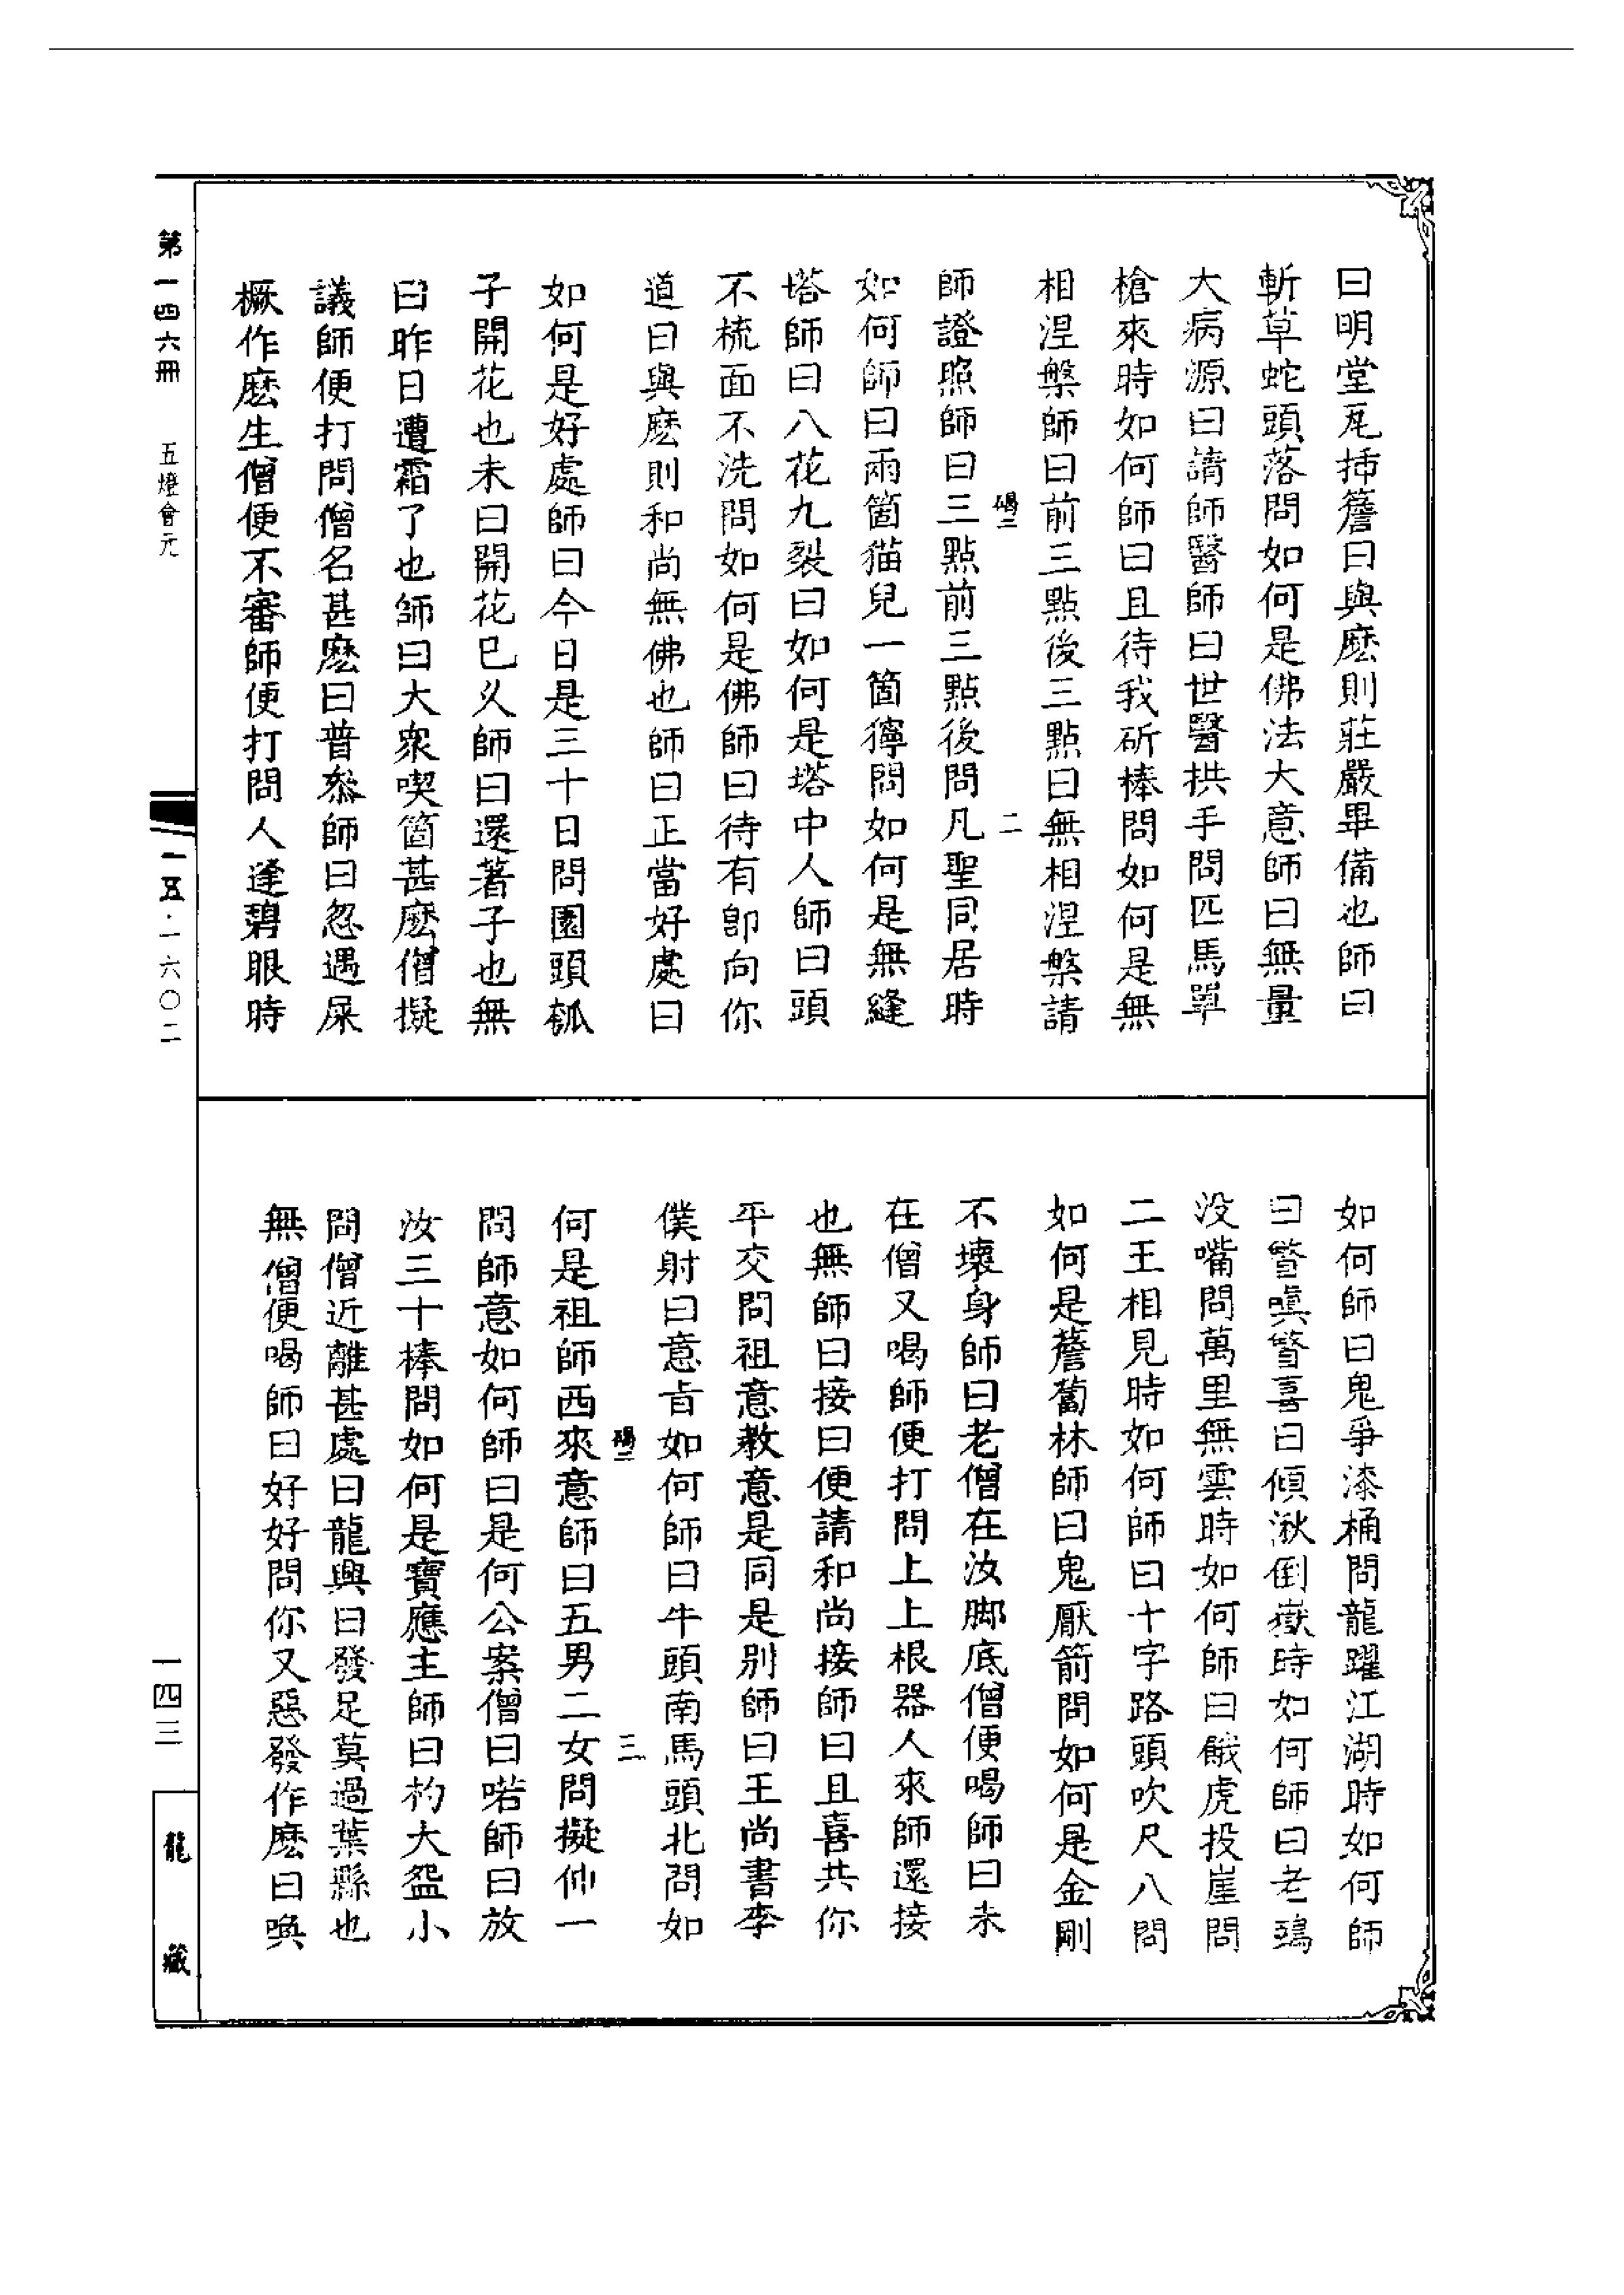 曰明堂瓦揷簷曰與麽則莊嚴畢備也師曰
斬草蛇頭落問如何是佛法大意師曰無量
大病源曰請師醫師曰世醫拱手問匹馬單
槍來時如何師曰且待我斫棒問如何是無
相涅槃師曰前三點後三點曰無相涅槃請
碣二
二
師證照師曰三點前三點後問凡聖同居時
如何師曰兩箇猫兒一箇獰問如何是無縫
塔師曰八花九裂曰如何是塔中人師曰頭
不梳面不洗問如何是佛師曰待有卽向你
道曰與麽則和尚無佛也師曰正當好處曰
如何是好處師曰今日是三十日問園頭瓠
子開花也未曰開花已久師曰還著子也無
曰昨日遭霜了也師曰大衆喫箇甚麽僧擬
議師便打問僧名甚麽曰普叅師曰忽遇屎
橛作麽生僧便不審師便打問人逢碧眼時
第一四六冊
五燈會元
一五·一六〇二
如何師曰鬼爭漆桶問龍躍江湖時如何師
曰瞥嗔瞥喜曰傾湫倒嶽時如何師曰老鵶
没嘴問萬里無雲時如何師曰餓虎投崖問
二王相見時如何師曰十字路頭吹尺八問
如何是薝蔔林師曰鬼厭箭問如何是金剛
不壞身師曰老僧在汝脚底僧便喝師曰未
在僧又喝師便打問上上根器人來師還接
也無師曰接曰便請和尚接師曰且喜共你
平交問祖意教意是同是别師曰王尚書李
僕射曰意㫖如何師曰牛頭南馬頭北問如
碣二
三
何是祖師西來意師曰五男二女問擬伸一
問師意如何師曰是何公案僧曰喏師曰放
汝三十棒問如何是寶應主師曰杓大盌小
問僧近離甚處曰龍興曰發足莫過葉縣也
無僧便喝師曰好好問你又惡發作麽曰喚
一四三
龍藏